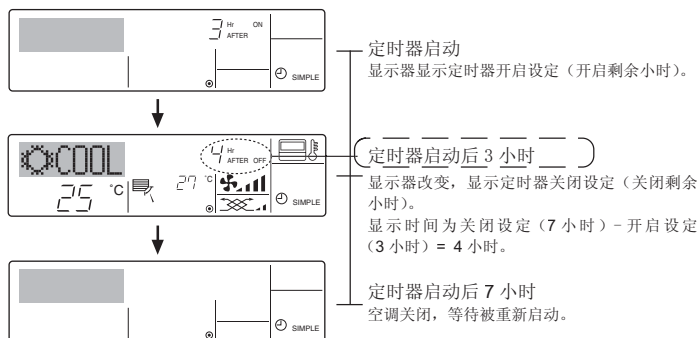 3 Hr ON
AFTER
SIMPLE
定时器启动
显示器显示定时器开启设定（开启剩余小时）。
COOL
4 Hr
AFTER OFF
25 °C
27 °C
SIMPLE
定时器启动后 3 小时
显示器改变，显示定时器关闭设定（关闭剩余
小时）。
显示时间为关闭设定（7 小时）- 开启设定
（3 小时）= 4 小时。
SIMPLE
定时器启动后 7 小时
空调关闭，等待被重新启动。